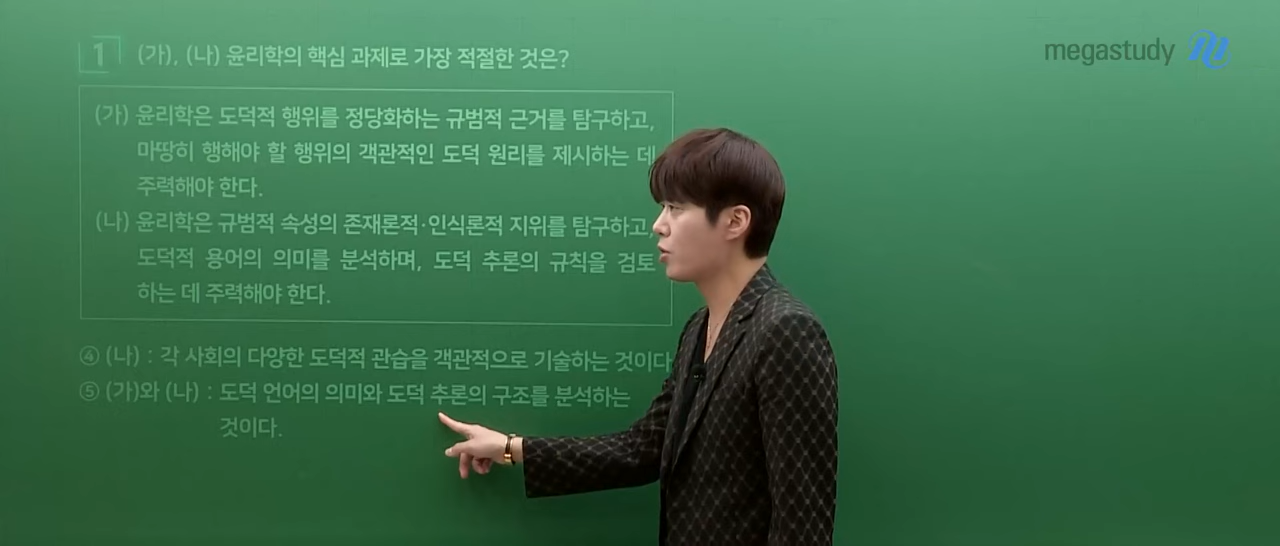 megastudy
1 (가), (나) 윤리학의 핵심 과제로 가장 적절한 것은?
(가) 윤리학은 도덕적 행위를 정당화하는 규범적 근거를 탐구하고,
마땅히 행해야 할 행위의 객관적인 도덕 원리를 제시하는 데
주력해야 한다.
(나) 윤리학은 규범적 속성의 존재론적·인식론적 지위를 탐구하고,
도덕적 용어의 의미를 분석하며, 도덕 추론의 규칙을 검토
하는 데 주력해야 한다.
④ (나) : 각 사회의 다양한 도덕적 관습을 객관적으로 기술하는 것이다
⑤ (가)와 (나) : 도덕 언어의 의미와 도덕 추론의 구조를 분석하는
것이다.